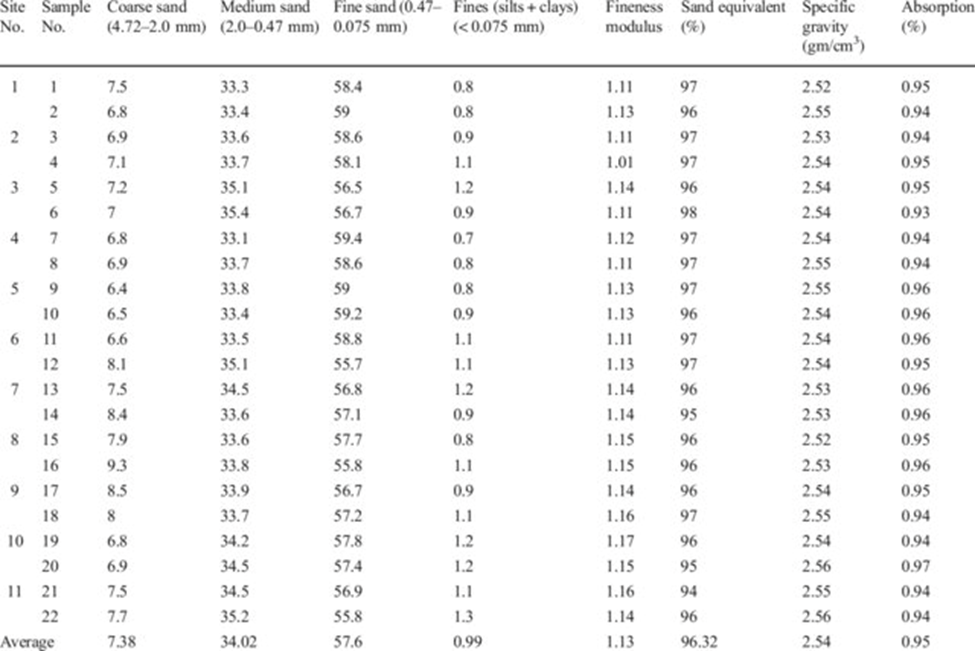 Site Sample Coarse sand Medium sand Fine sand (0.47– Fines (silts + clays) Fineness Sand equivalent Specific Absorption
No. No. (4.72–2.0 mm) (2.0–0.47 mm) 0.075 mm) (< 0.075 mm) modulus (%) gravity (%)
(gm/cm³)
1 1 7.5 33.3 58.4 0.8 1.11 97 2.52 0.95
2 6.8 33.4 59 0.8 1.13 96 2.55 0.94
2 3 6.9 33.6 58.6 0.9 1.11 97 2.53 0.94
4 7.1 33.7 58.1 1.1 1.01 97 2.54 0.95
3 5 7.2 35.1 56.5 1.2 1.14 96 2.54 0.95
6 7 35.4 56.7 0.9 1.11 98 2.54 0.93
4 7 6.8 33.1 59.4 0.7 1.12 97 2.54 0.94
8 6.9 33.7 58.6 0.8 1.11 97 2.55 0.94
5 9 6.4 33.8 59 0.8 1.13 97 2.55 0.96
10 6.5 33.4 59.2 0.9 1.13 96 2.54 0.96
6 11 6.6 33.5 58.8 1.1 1.11 97 2.54 0.96
12 8.1 35.1 55.7 1.1 1.13 97 2.54 0.95
7 13 7.5 34.5 56.8 1.2 1.14 96 2.53 0.96
14 8.4 33.6 57.1 0.9 1.14 95 2.53 0.96
8 15 7.9 33.6 57.7 0.8 1.15 96 2.52 0.95
16 9.3 33.8 55.8 1.1 1.15 96 2.53 0.96
9 17 8.5 33.9 56.7 0.9 1.14 96 2.54 0.95
18 8 33.7 57.2 1.1 1.16 97 2.55 0.94
10 19 6.8 34.2 57.8 1.2 1.17 96 2.54 0.94
20 6.9 34.5 57.4 1.2 1.15 95 2.56 0.97
11 21 7.5 34.5 56.9 1.1 1.16 94 2.55 0.94
22 7.7 35.2 55.8 1.3 1.14 96 2.56 0.94
Average 7.38 34.02 57.6 0.99 1.13 96.32 2.54 0.95